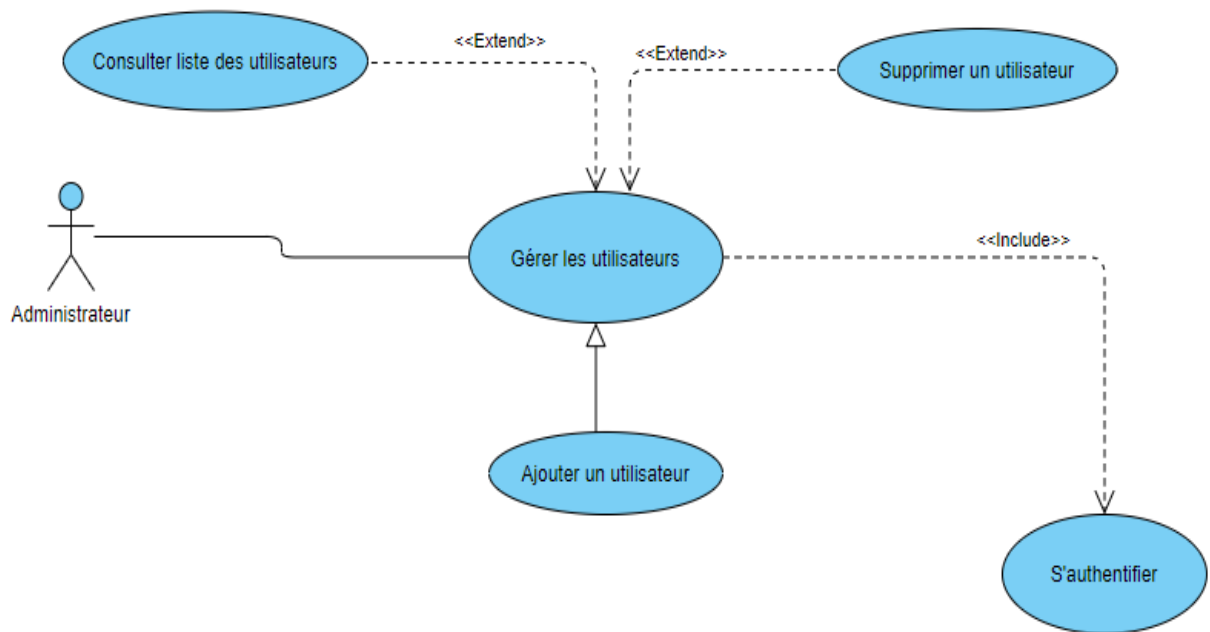 <<Extend>>
<<Extend>>
Consulter liste des utilisateurs
Supprimer un utilisateur
<<Include>>
Gérer les utilisateurs
Administrateur
Ajouter un utilisateur
S'authentifier